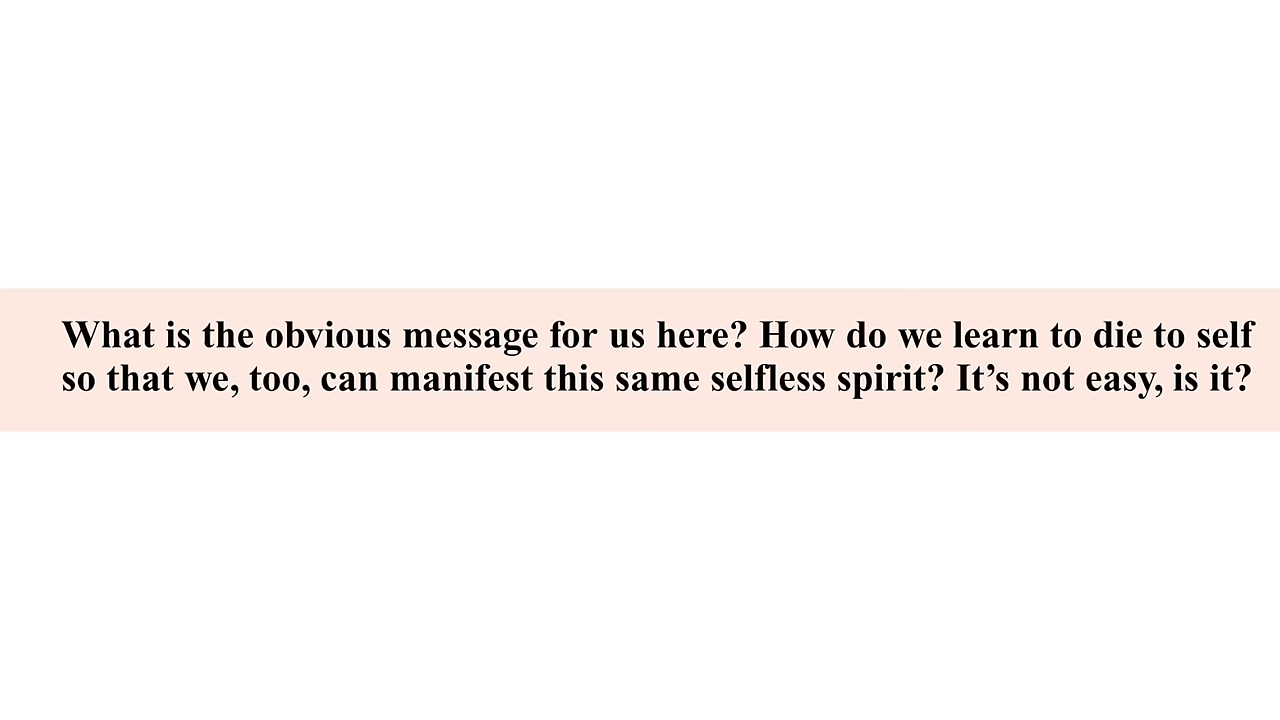 What is the obvious message for us here? How do we learn to die to self
so that we, too, can manifest this same selfless spirit? It’s not easy, is it?